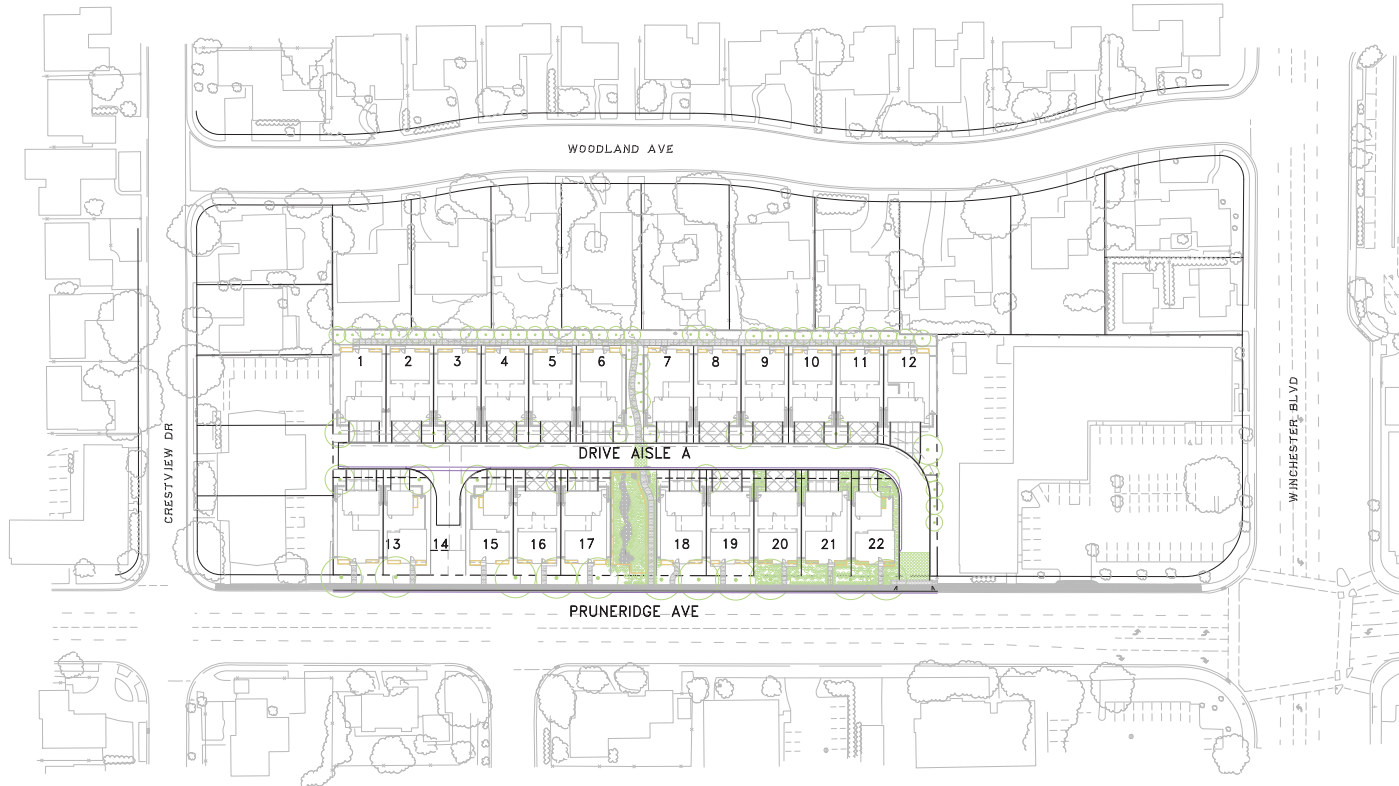 WOODLAND AVE
1 2 3 4 5 6 7 8 9 10 11 12
DRIVE AISLE A
CRESTVIEW DR
WINCHESTER BLVD
13 14 15 16 17 18 19 20 21 22
PRUNERIDGE AVE